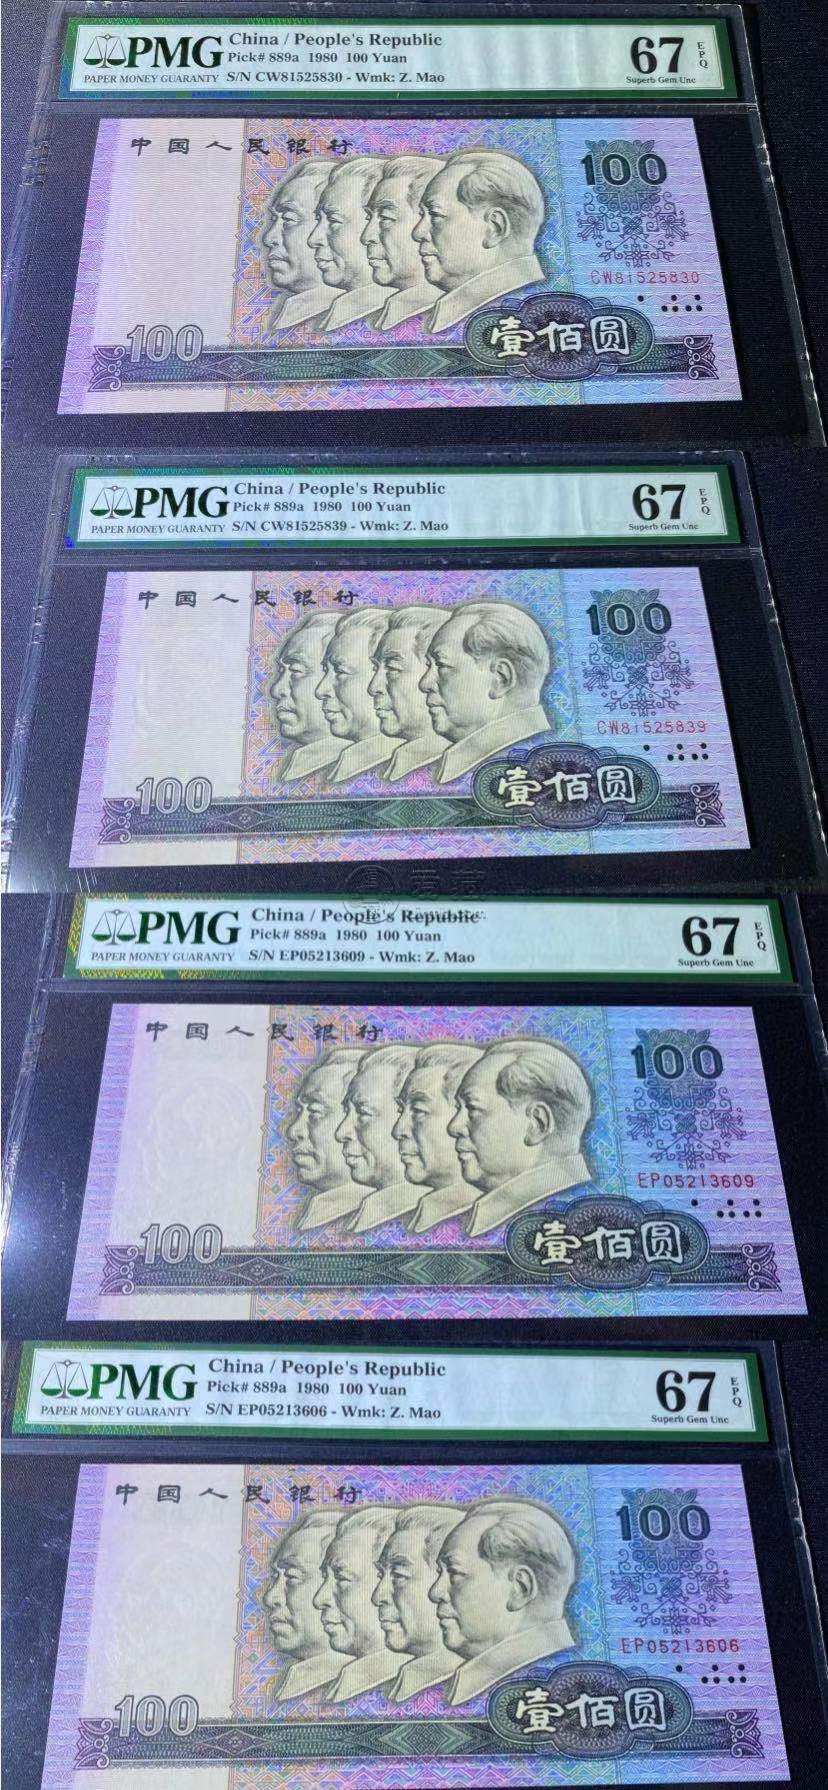 PMG
PAPER MONEY GUARANTY
China / People's Republic
Pick# 889a 1980 100 Yuan
S/N CW81525830 - Wmk: Z. Mao
67 EPQ
Superb Gem Unc
中国人民银行
100
CW81525830
100
壹佰圆
PMG
PAPER MONEY GUARANTY
China / People's Republic
Pick# 889a 1980 100 Yuan
S/N CW81525839 - Wmk: Z. Mao
67 EPQ
Superb Gem Unc
中国人民银行
100
CW81525839
100
壹佰圆
PMG
PAPER MONEY GUARANTY
China / People's Republic
Pick# 889a 1980 100 Yuan
S/N EP05213609 - Wmk: Z. Mao
67 EPQ
Superb Gem Unc
中国人民银行
100
EP05213609
100
壹佰圆
PMG
PAPER MONEY GUARANTY
China / People's Republic
Pick# 889a 1980 100 Yuan
S/N EP05213606 - Wmk: Z. Mao
67 EPQ
Superb Gem Unc
中国人民银行
100
EP05213606
100
壹佰圆